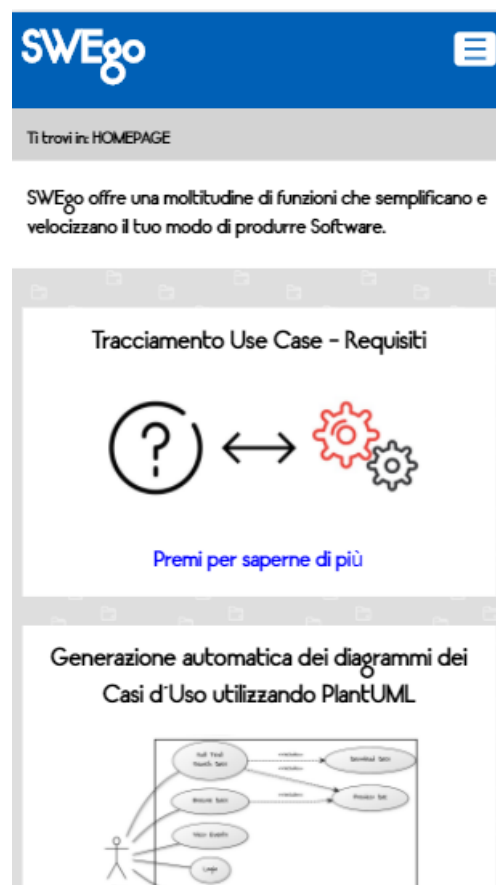 SWEgo
Ti trovi in: HOMEPAGE
SWEgo offre una moltitudine di funzioni che semplificano e
velocizzano il tuo modo di produrre Software.
Tracciamento Use Case - Requisiti
?
Premi per saperne di più
Generazione automatica dei diagrammi dei
Casi d'Uso utilizzando PlantUML
Login